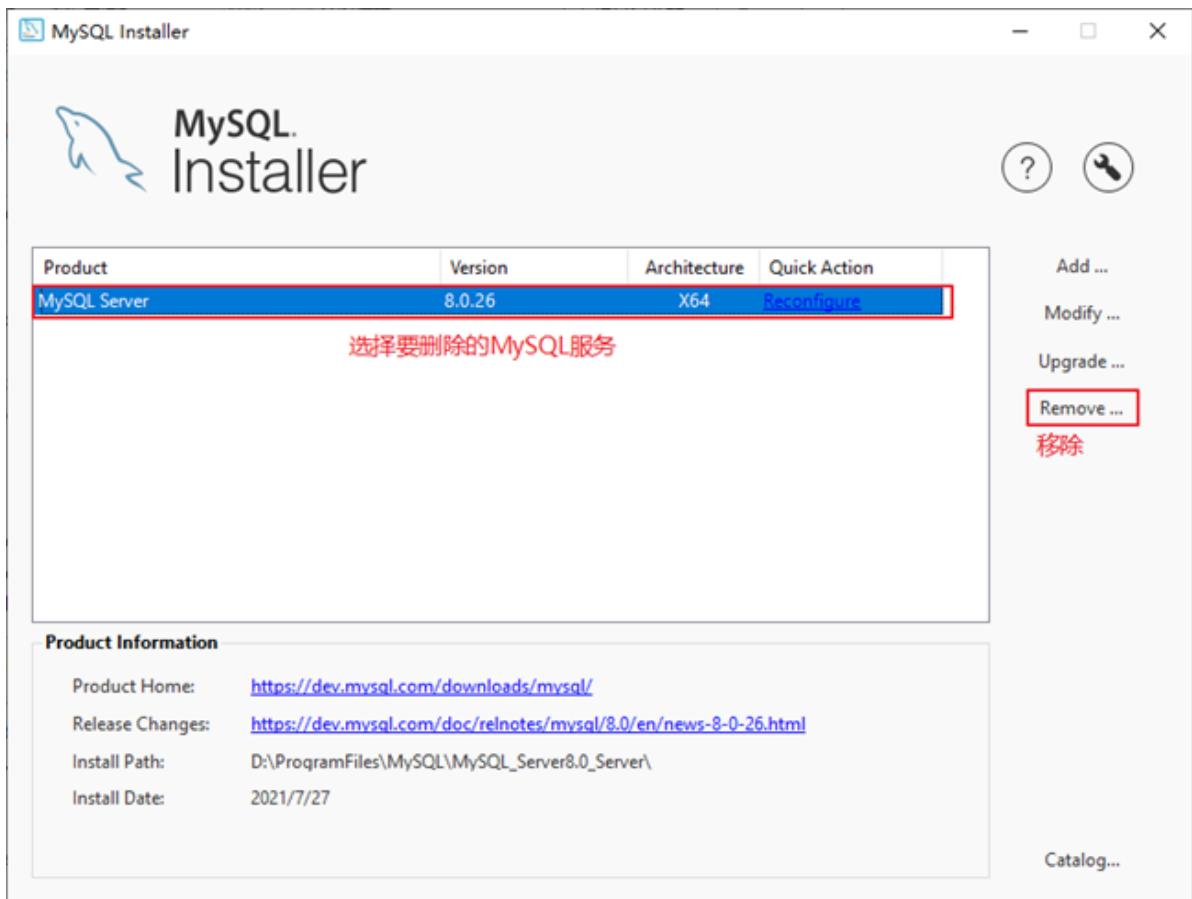 MySQL Installer
MySQL.
Installer
?
Product Version Architecture Quick Action
MySQL Server 8.0.26 X64 Reconfigure
选择要删除的MySQL服务
Add ...
Modify ...
Upgrade ...
Remove ...
移除
Product Information
Product Home: https://dev.mysql.com/downloads/mysql/
Release Changes: https://dev.mysql.com/doc/relnotes/mysql/8.0/en/news-8-0-26.html
Install Path: D:\ProgramFiles\MySQL\MySQL_Server8.0_Server\
Install Date: 2021/7/27
Catalog...